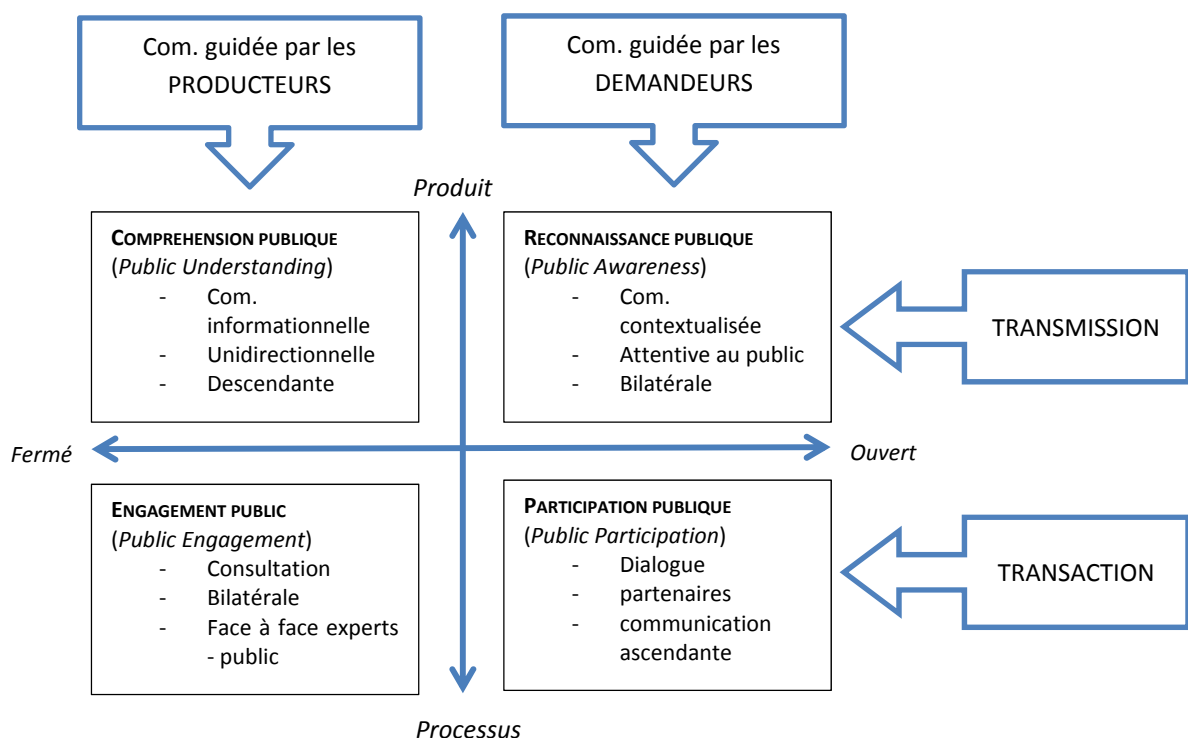 Com. guidée par les
PRODUCTEURS
Com. guidée par les
DEMANDEURS
Produit
COMPREHENSION PUBLIQUE
(Public Understanding)
- Com.
informationnelle
- Unidirectionnelle
- Descendante
RECONNAISSANCE PUBLIQUE
(Public Awareness)
- Com.
contextualisée
- Attentive au public
- Bilatérale
TRANSMISSION
Fermé
Ouvert
ENGAGEMENT PUBLIC
(Public Engagement)
- Consultation
- Bilatérale
- Face à face experts
- public
PARTICIPATION PUBLIQUE
(Public Participation)
- Dialogue
- partenaires
- communication
ascendante
TRANSACTION
Processus